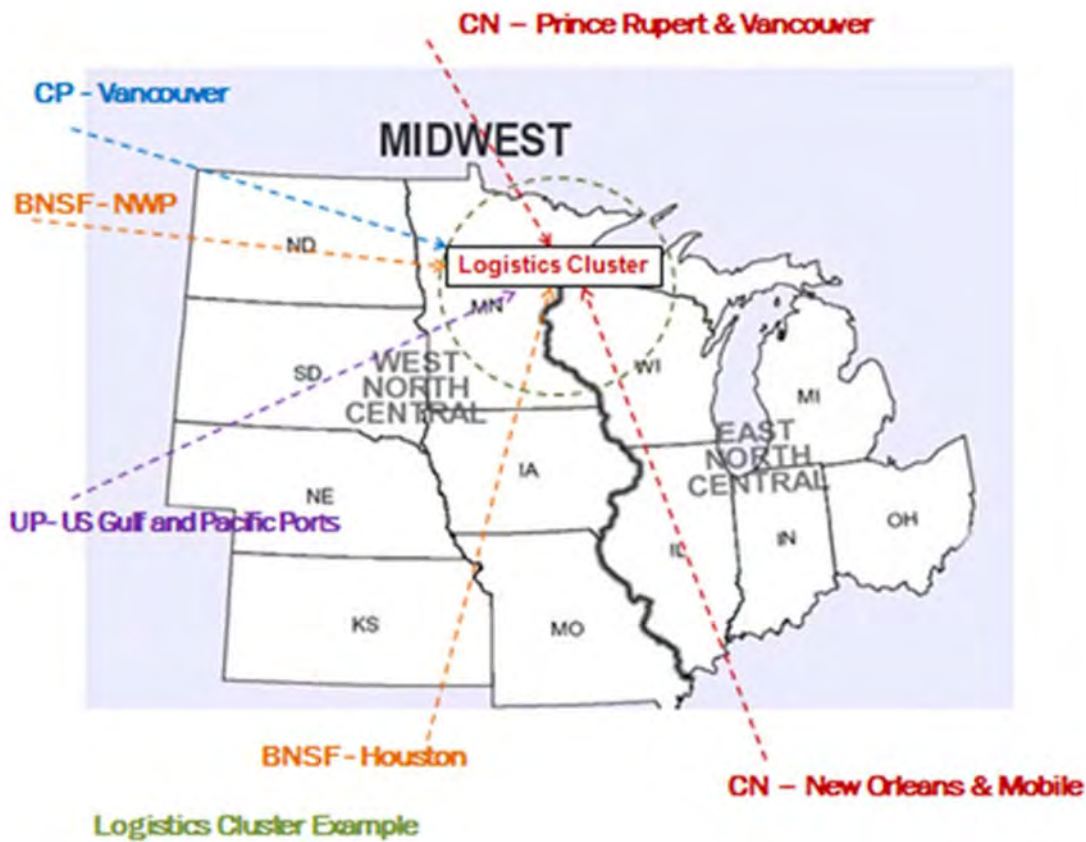 CN – Prince Rupert & Vancouver
CP - Vancouver
MIDWEST
BNSF - NWP
ND
Logistics Cluster
MN
WI
SD
WEST
NORTH
CENTRAL
MI
EAST
NORTH
CENTRAL
IA
NE
UP- US Gulf and Pacific Ports
OH
IN
IL
KS
MO
BNSF - Houston
CN – New Orleans & Mobile
Logistics Cluster Example